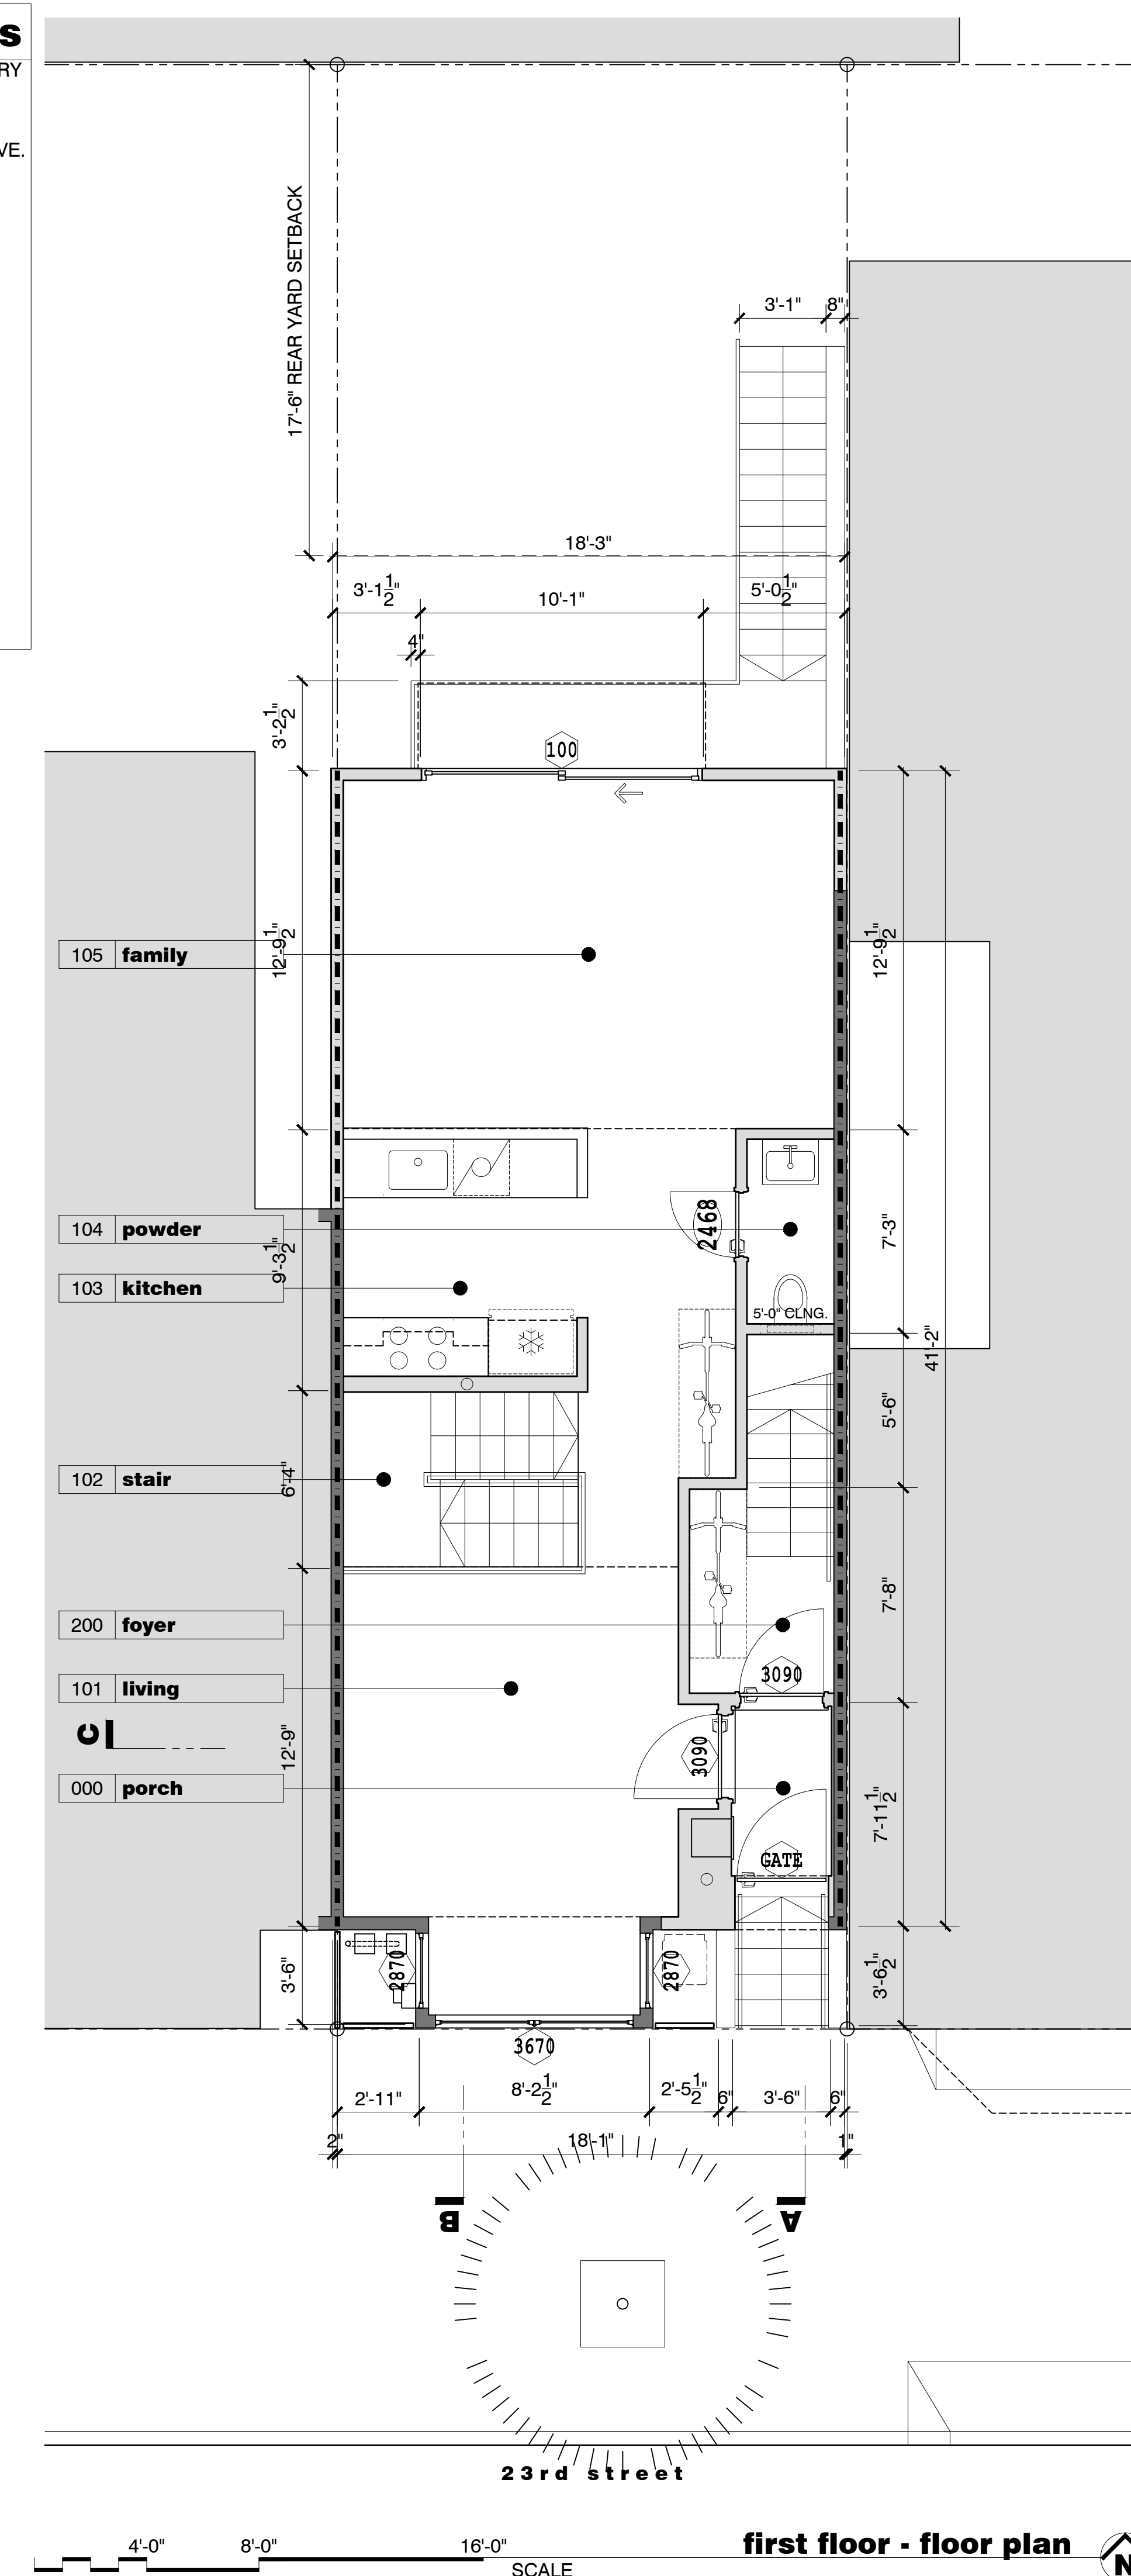 s
RY
VE.
17'-6" REAR YARD SETBACK
3'-1"
8"
18'-3"
3'-1 1/2"
10'-1"
5'-0 1/2"
4"
3'-2 1/2"
100
12'-9 1/2"
12'-9 1/2"
105 family
2468
104 powder
7'-3"
9'-3 1/2"
103 kitchen
5'-0" CLNG.
41'-2"
5'-6"
102 stair
6'-4"
7'-8"
200 foyer
3090
101 living
C
12'-9"
3090
000 porch
7'-11 1/2"
GATE
3'-6"
2870
2870
3'-6 1/2"
3670
2'-11"
8'-2 1/2"
2'-5 1/2"
6"
3'-6"
6"
2"
18'-1"
1"
B
A
23rd street
4'-0"
8'-0"
16'-0"
SCALE
first floor - floor plan
N